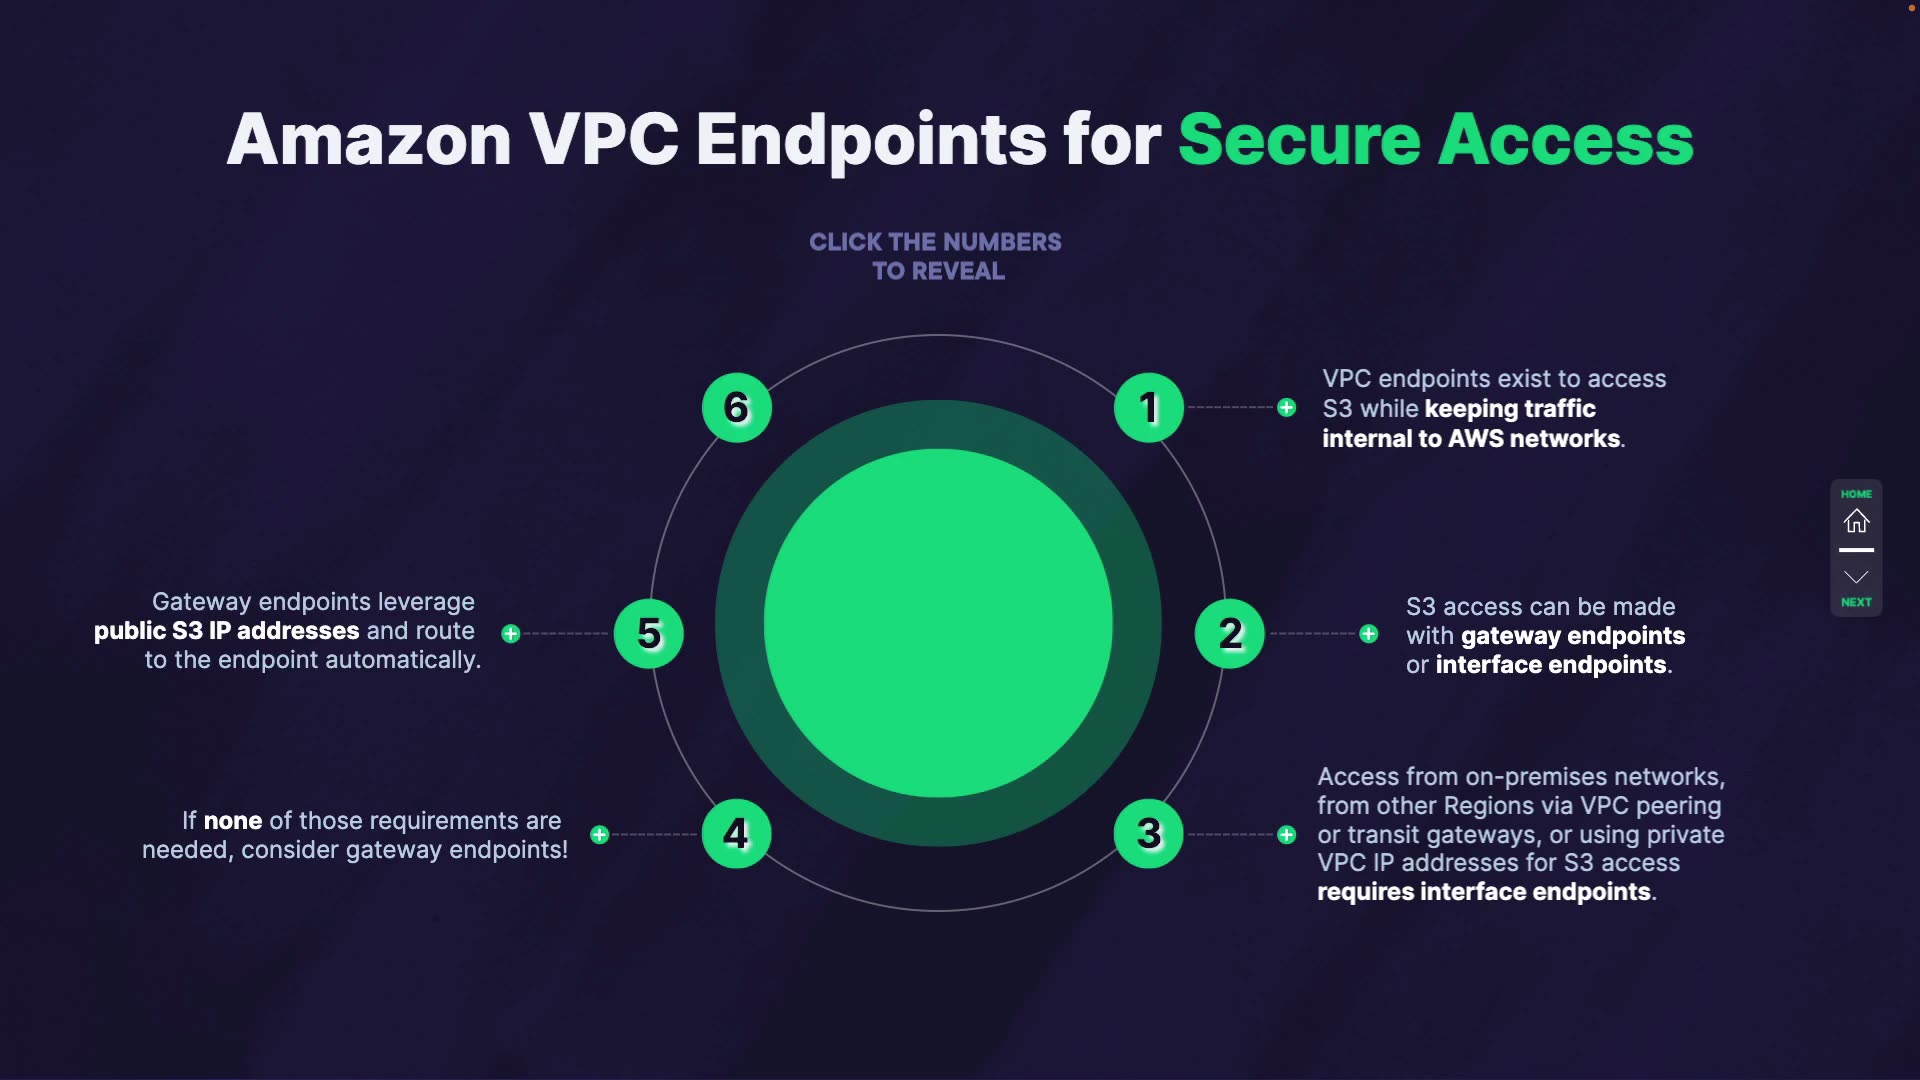 Amazon VPC Endpoints for Secure Access
CLICK THE NUMBERS
TO REVEAL
1
VPC endpoints exist to access
S3 while keeping traffic
internal to AWS networks.
2
S3 access can be made
with gateway endpoints
or interface endpoints.
3
Access from on-premises networks,
from other Regions via VPC peering
or transit gateways, or using private
VPC IP addresses for S3 access
requires interface endpoints.
4
If none of those requirements are
needed, consider gateway endpoints!
5
Gateway endpoints leverage
public S3 IP addresses and route
to the endpoint automatically.
6
HOME
NEXT